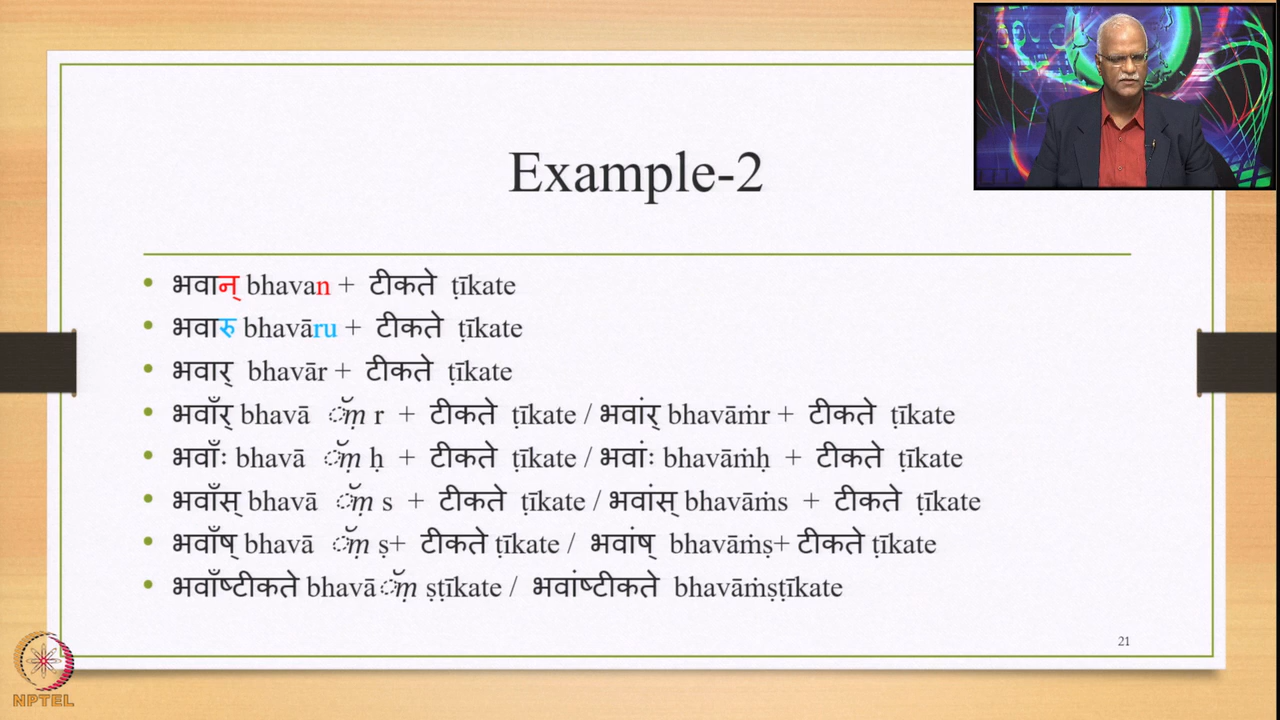 Example-2
• भवान् bhavan + टीकते ṭīkate
• भवारु bhavāru + टीकते ṭīkate
• भवार् bhavār + टीकते ṭīkate
• भवाँर् bhavā ँṃ r + टीकते ṭīkate / भवांर् bhavāṁr + टीकते ṭīkate
• भवाँः bhavā ँṃ ḥ + टीकते ṭīkate / भवांः bhavāṁḥ + टीकते ṭīkate
• भवाँस् bhavā ँṃ s + टीकते ṭīkate / भवांस् bhavāṁs + टीकते ṭīkate
• भवाँष् bhavā ँṃ ṣ+ टीकते ṭīkate / भवांष् bhavāṁṣ+ टीकते ṭīkate
• भवाँष्टीकते bhavā ँṃ ṣṭīkate / भवांष्टीकते bhavāṁṣṭīkate
21
NPTEL